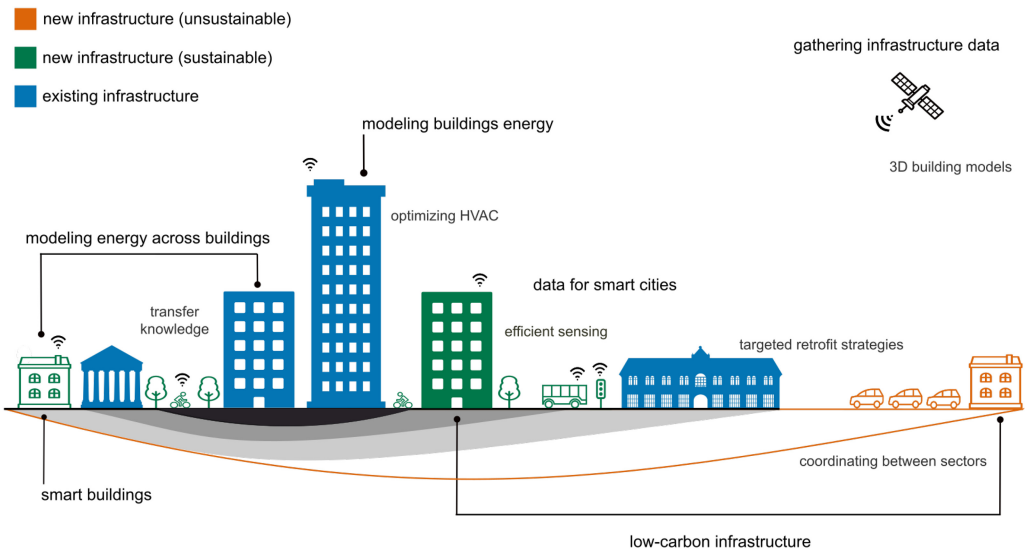 new infrastructure (unsustainable)
new infrastructure (sustainable)
existing infrastructure
gathering infrastructure data
3D building models
modeling buildings energy
optimizing HVAC
modeling energy across buildings
transfer
knowledge
data for smart cities
efficient sensing
targeted retrofit strategies
coordinating between sectors
smart buildings
low-carbon infrastructure